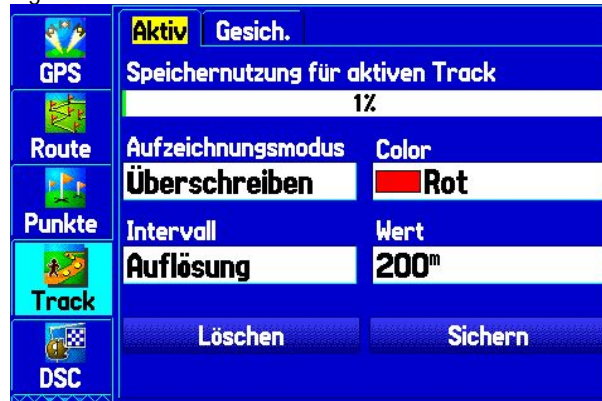 Aktiv Gesich.
GPS
Speichernutzung für aktiven Track
1%
Route
Aufzeichnungsmodus Color
Überschreiben Rot
Punkte
Intervall Wert
Auflösung 200m
Track
Löschen Sichern
DSC